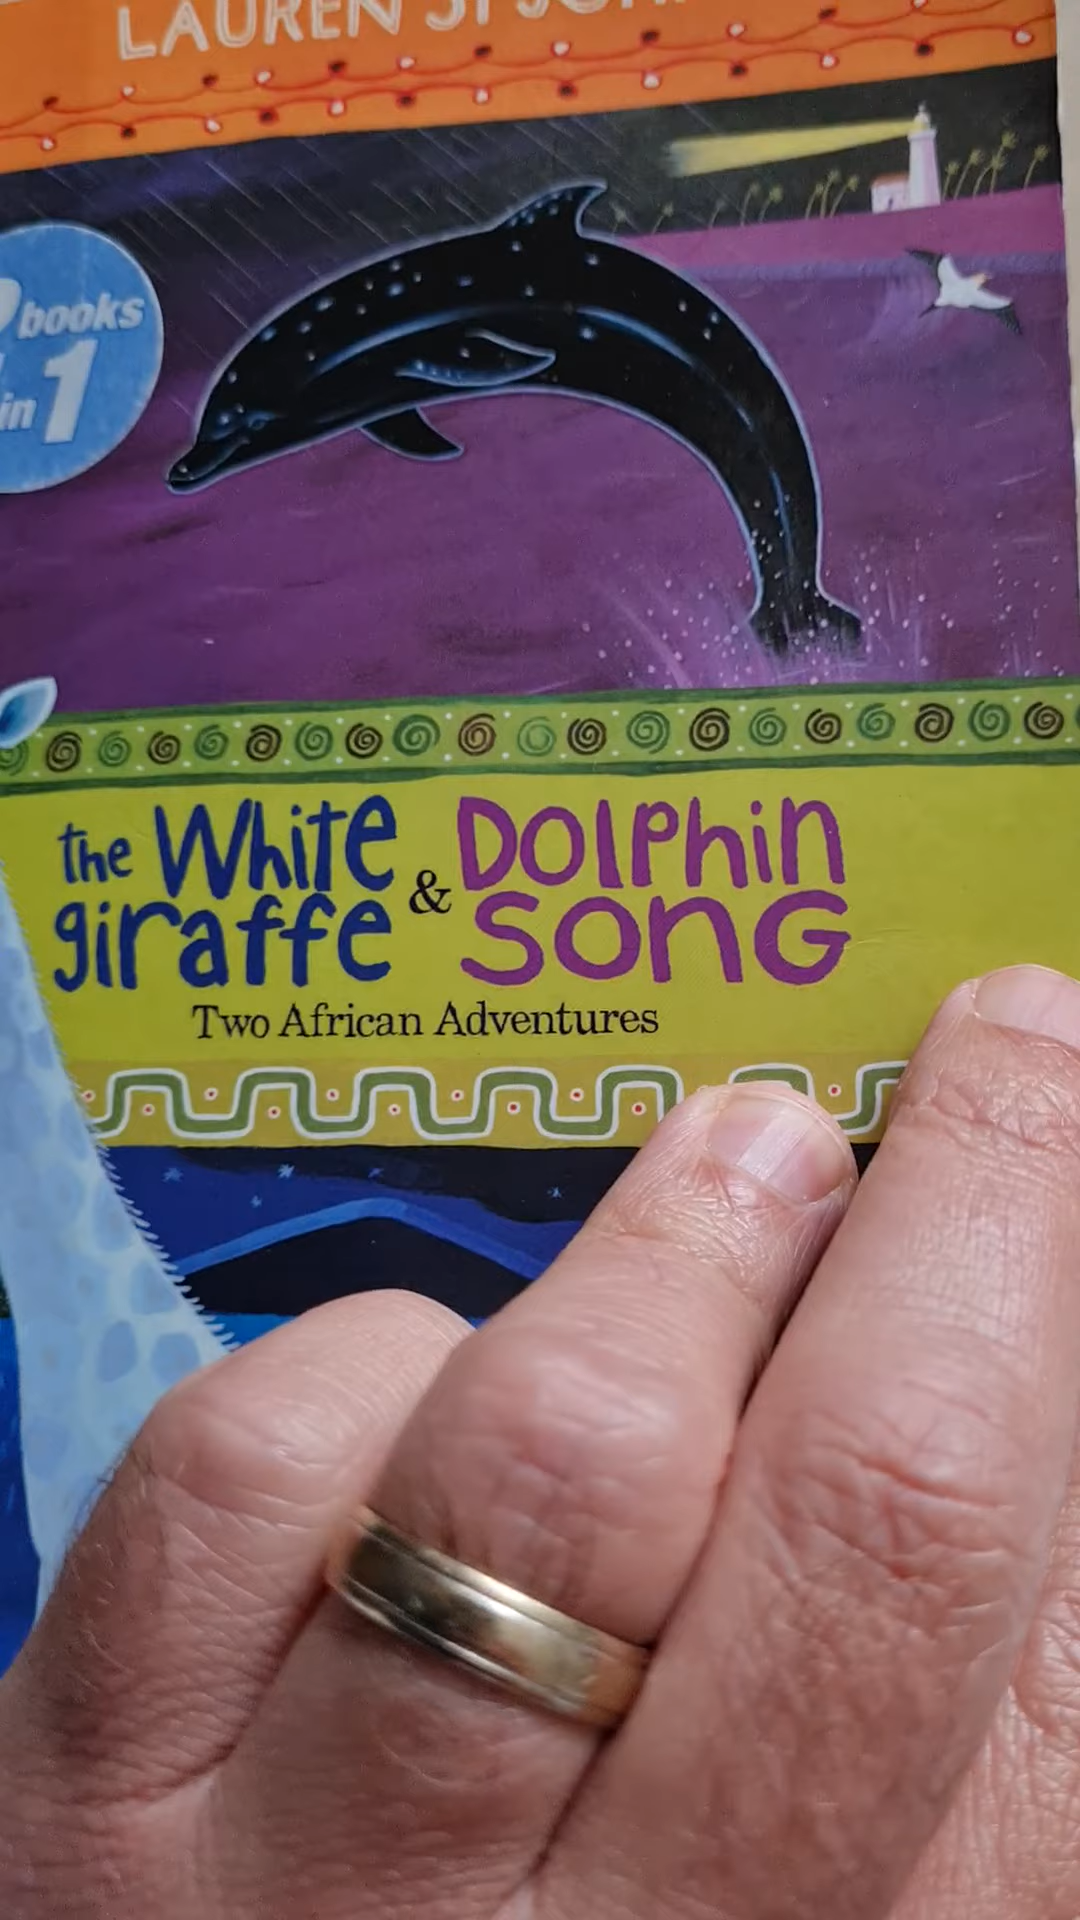 LAUREN ST JOHN
books
in 1
the White & Dolphin
giraffe SONG
Two African Adventures